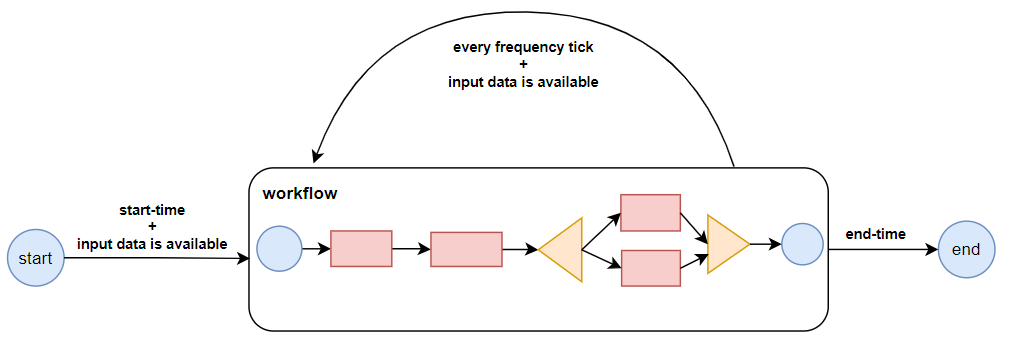 every frequency tick
+
input data is available
workflow
start-time
+
input data is available
start
end-time
end